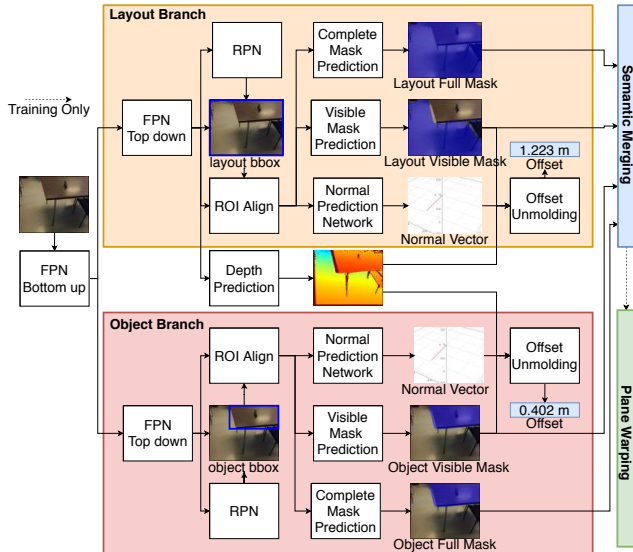 Layout Branch
Training Only
RPN
Complete
Mask
Prediction
Layout Full Mask
FPN
Top down
layout bbox
Visible
Mask
Prediction
Layout Visible Mask
1.223 m
Offset
ROI Align
Normal
Prediction
Network
Normal Vector
Offset
Unmolding
Semantic Merging
FPN
Bottom up
Depth
Prediction
Object Branch
ROI Align
Normal
Prediction
Network
Normal Vector
Offset
Unmolding
0.402 m
Offset
FPN
Top down
object bbox
Visible
Mask
Prediction
Object Visible Mask
RPN
Complete
Mask
Prediction
Object Full Mask
Plane Warping